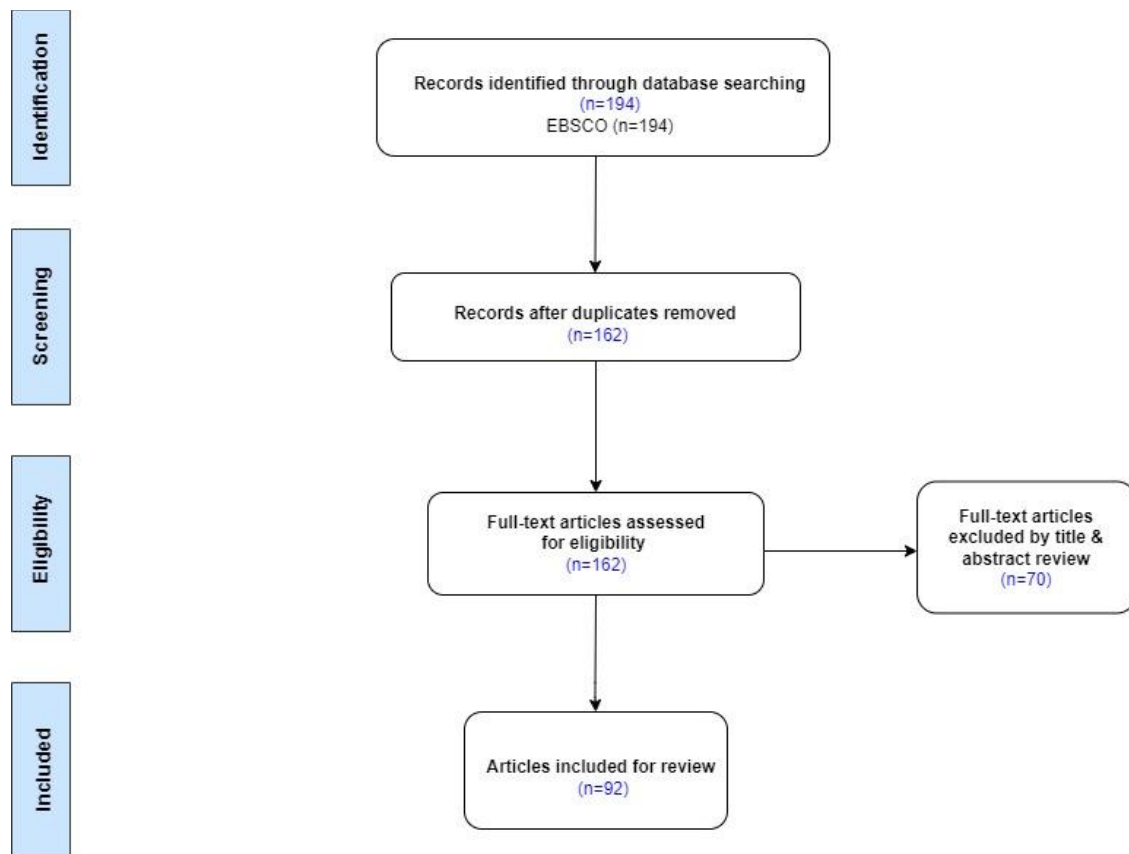 Identification
Records identified through database searching
(n=194)
EBSCO (n=194)
Screening
Records after duplicates removed
(n=162)
Eligibility
Full-text articles assessed
for eligibility
(n=162)
Full-text articles
excluded by title &
abstract review
(n=70)
Included
Articles included for review
(n=92)